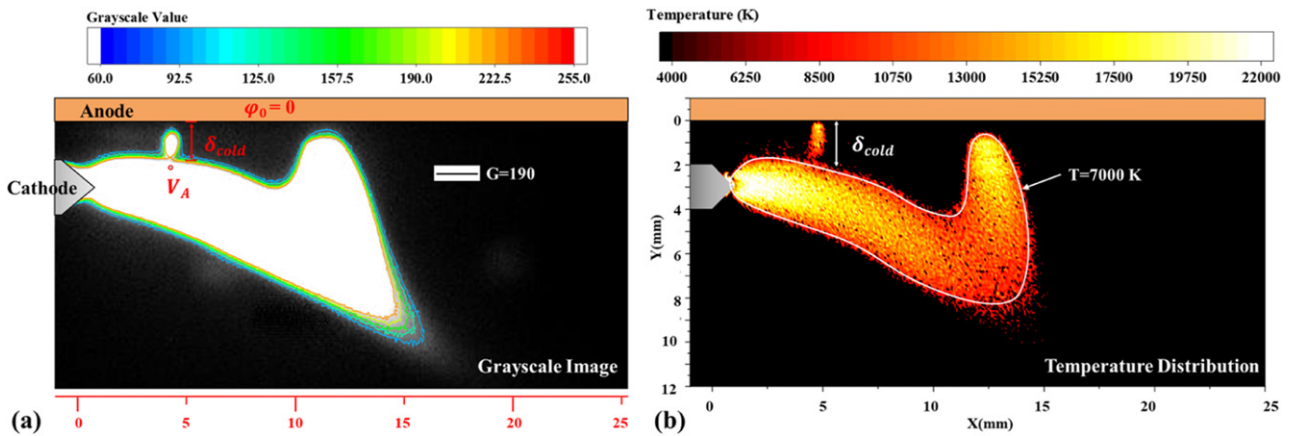 Grayscale Value
60.0 92.5 125.0 157.5 190.0 222.5 255.0
Anode φ₀ = 0
δcold
Cathode
V_A
G=190
Grayscale Image
(a)
0 5 10 15 20 25
Temperature (K)
4000 6250 8500 10750 13000 15250 17500 19750 22000
0
2
4
6
8
10
12
Y(mm)
δcold
T=7000 K
Temperature Distribution
(b)
0 5 10 15 20 25
X(mm)